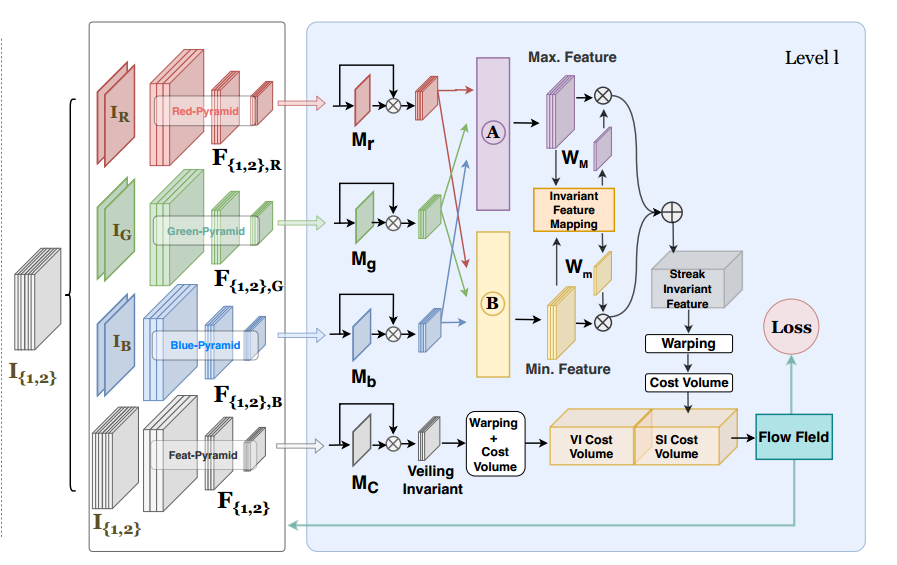 Level l
Max. Feature
I_R
Red-Pyramid
F_{1,2},R
M_r
A
W_M
Invariant
Feature
Mapping
I_G
Green-Pyramid
F_{1,2},G
M_g
W_m
B
Streak
Invariant
Feature
I_{1,2}
I_B
Blue-Pyramid
F_{1,2},B
M_b
Min. Feature
Warping
Cost Volume
Loss
Feat-Pyramid
F_{1,2}
I_{1,2}
M_C
Veiling
Invariant
Warping
+
Cost
Volume
VI Cost
Volume
SI Cost
Volume
Flow FIeld